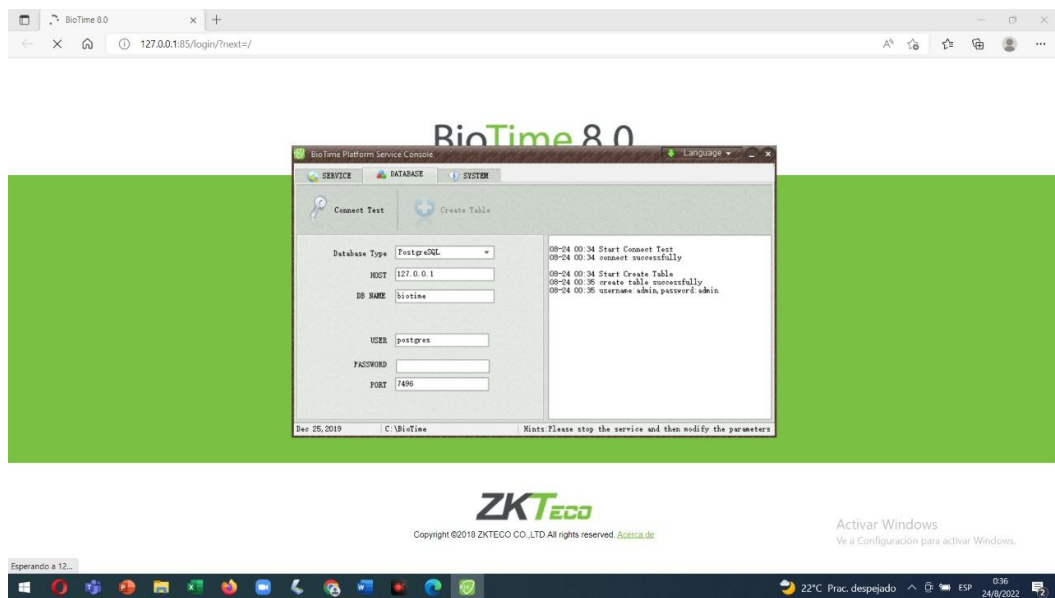 BioTime 8.0
127.0.0.1:85/login/?next=/
BioTime 8.0
BioTime Platform Service Console
Language
SERVICE
DATABASE
SYSTEM
Connect Test
Create Table
Database Type PostgreSQL
HOST 127.0.0.1
DB NAME biotime
USER postgres
PASSWORD
PORT 7496
08-24 00:34 Start Connect Test
08-24 00:34 connect successfully
08-24 00:34 Start Create Table
08-24 00:35 create table successfully
08-24 00:35 username:admin,password:admin
Dec 25,2019
C:\BioTime
Hints:Please stop the service and then modify the parameters
ZKTECO
Copyright ©2018 ZKTECO CO.,LTD.All rights reserved. Acerca de
Activar Windows
Ve a Configuración para activar Windows.
Esperando a 12...
22°C Prac. despejado
ESP
0:36
24/8/2022